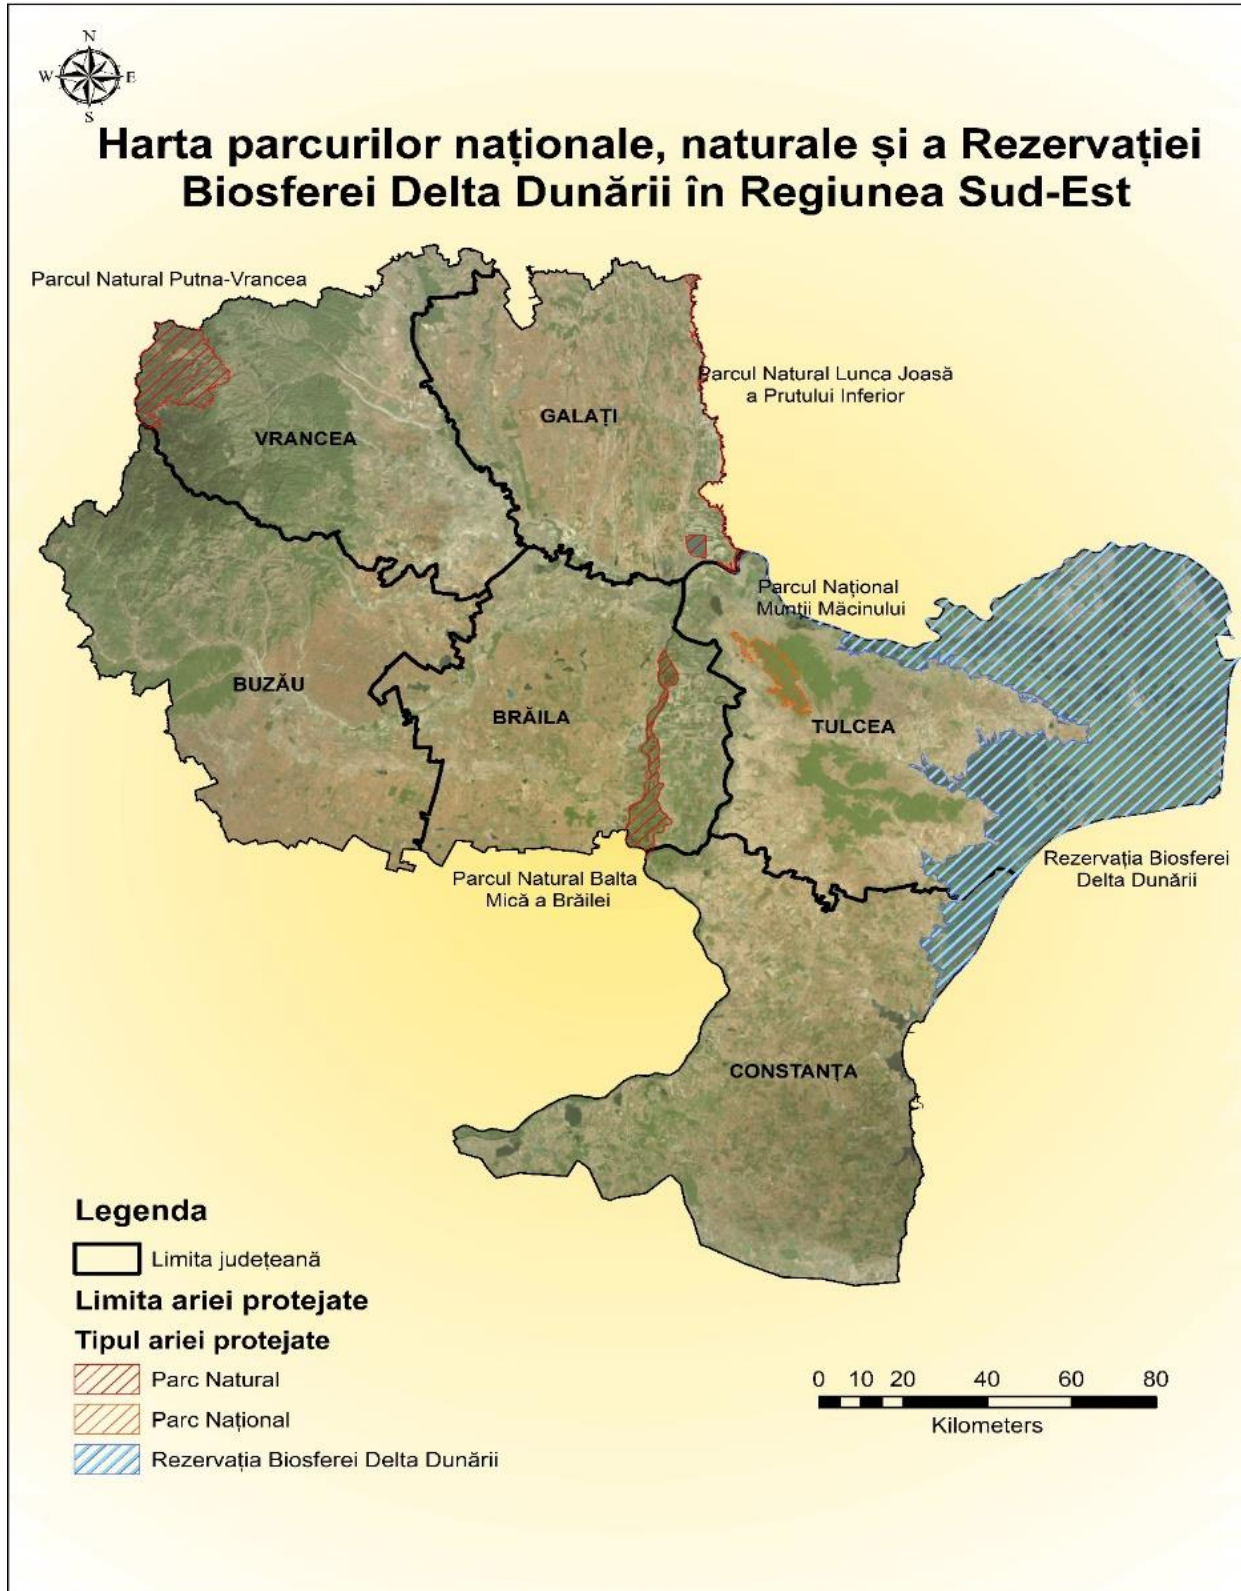 N
W E
S
Harta parcurilor naționale, naturale și a Rezervației
Biosferei Delta Dunării în Regiunea Sud-Est
Parcul Natural Putna-Vrancea
Parcul Natural Lunca Joasă
a Prutului Inferior
GALAȚI
VRANCEA
Parcul Național
Munții Măcinului
BUZĂU
BRĂILA
TULCEA
Rezervația Biosferei
Delta Dunării
Parcul Natural Balta
Mică a Brăilei
CONSTANȚA
Legenda
Limita județeană
Limita ariei protejate
Tipul ariei protejate
Parc Natural
Parc Național
Rezervația Biosferei Delta Dunării
0 10 20 40 60 80
Kilometers